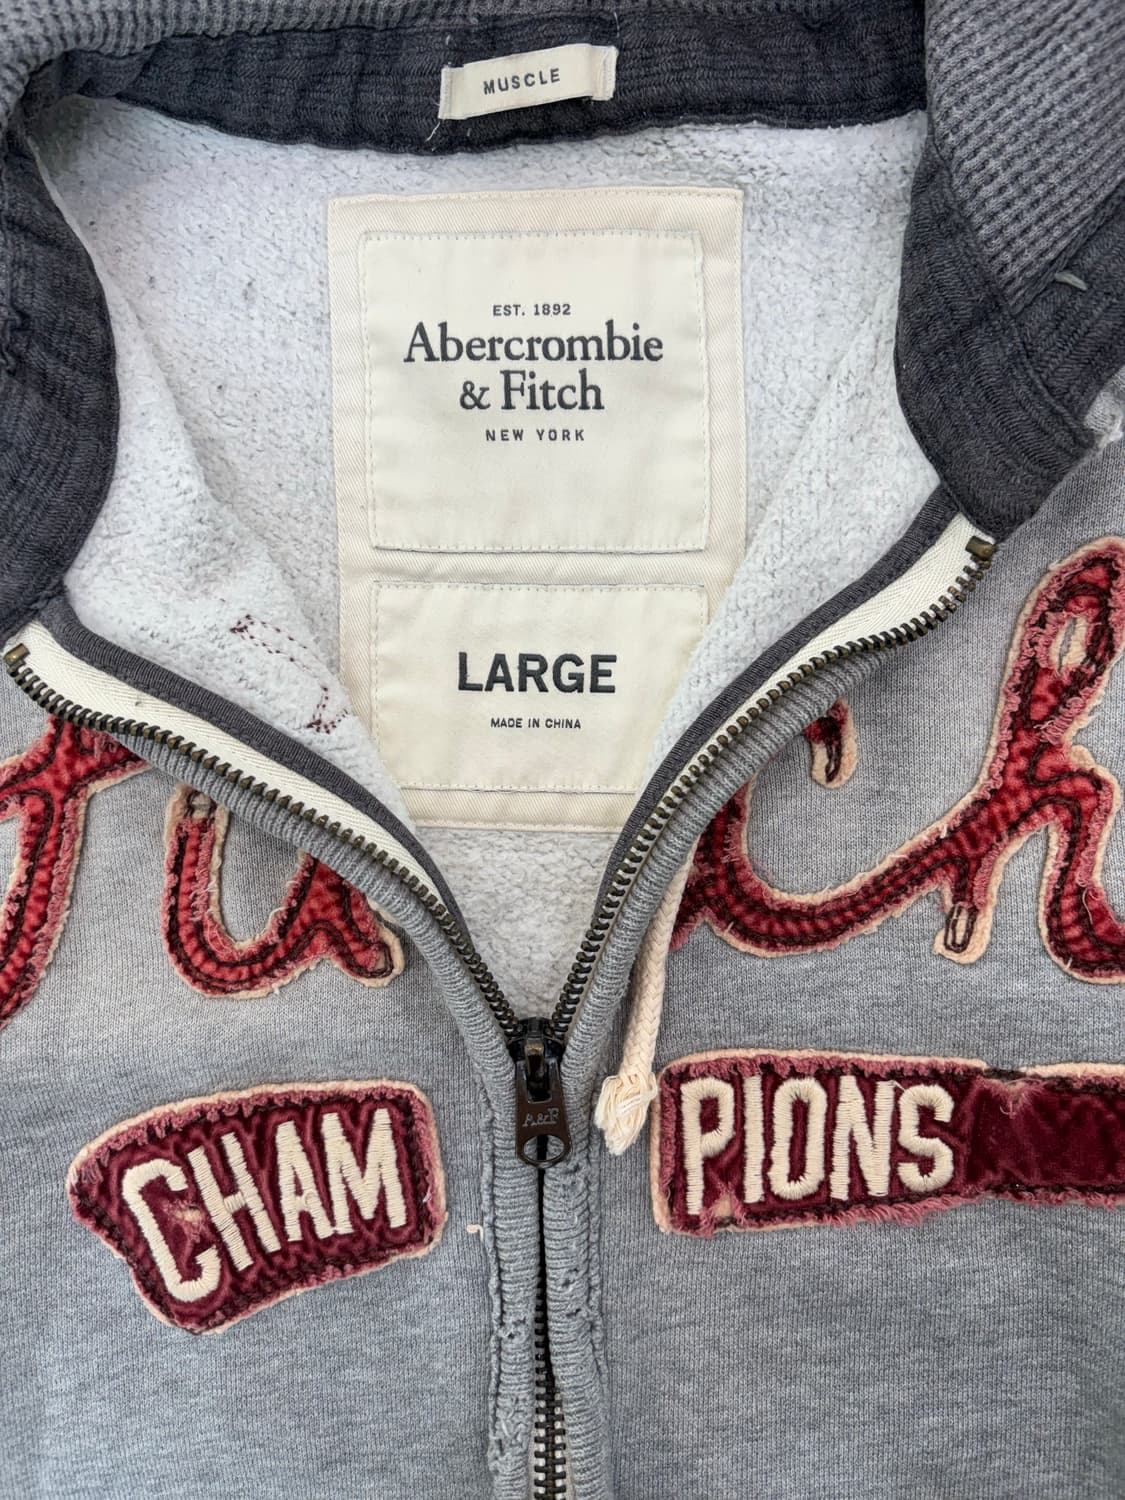 MUSCLE
EST. 1892
Abercrombie
& Fitch
NEW YORK
LARGE
MADE IN CHINA
A&F
CHAM
PIONS